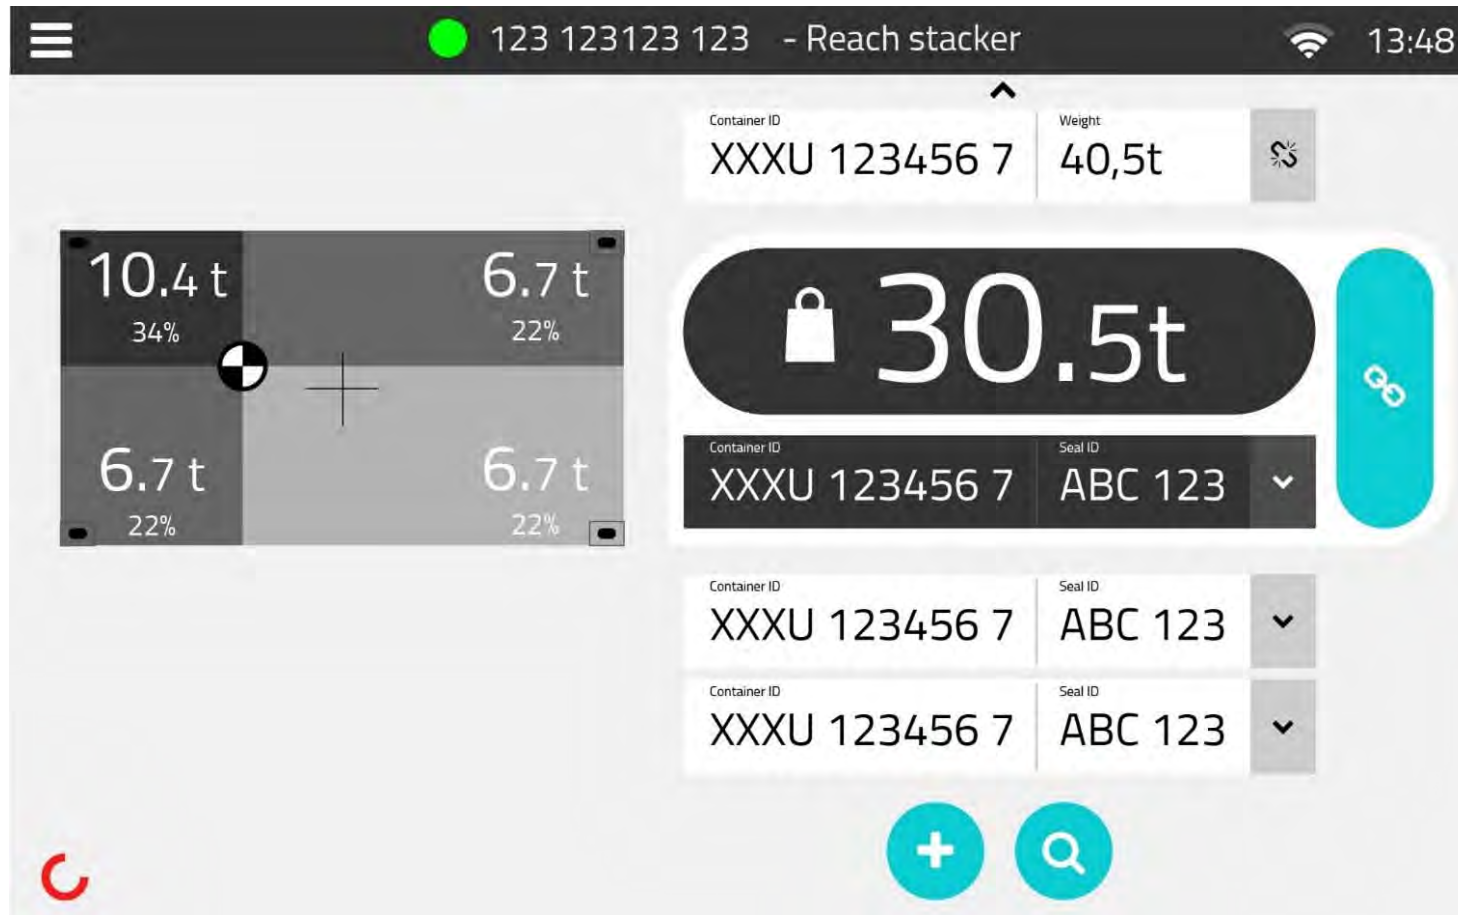 123 123123 123 - Reach stacker 13:48
Container ID Weight
XXXU 123456 7 40,5t
10.4 t 6.7 t
34% 22%
6.7 t 6.7 t
22% 22%
30.5t
Container ID Seal ID
XXXU 123456 7 ABC 123
Container ID Seal ID
XXXU 123456 7 ABC 123
Container ID Seal ID
XXXU 123456 7 ABC 123